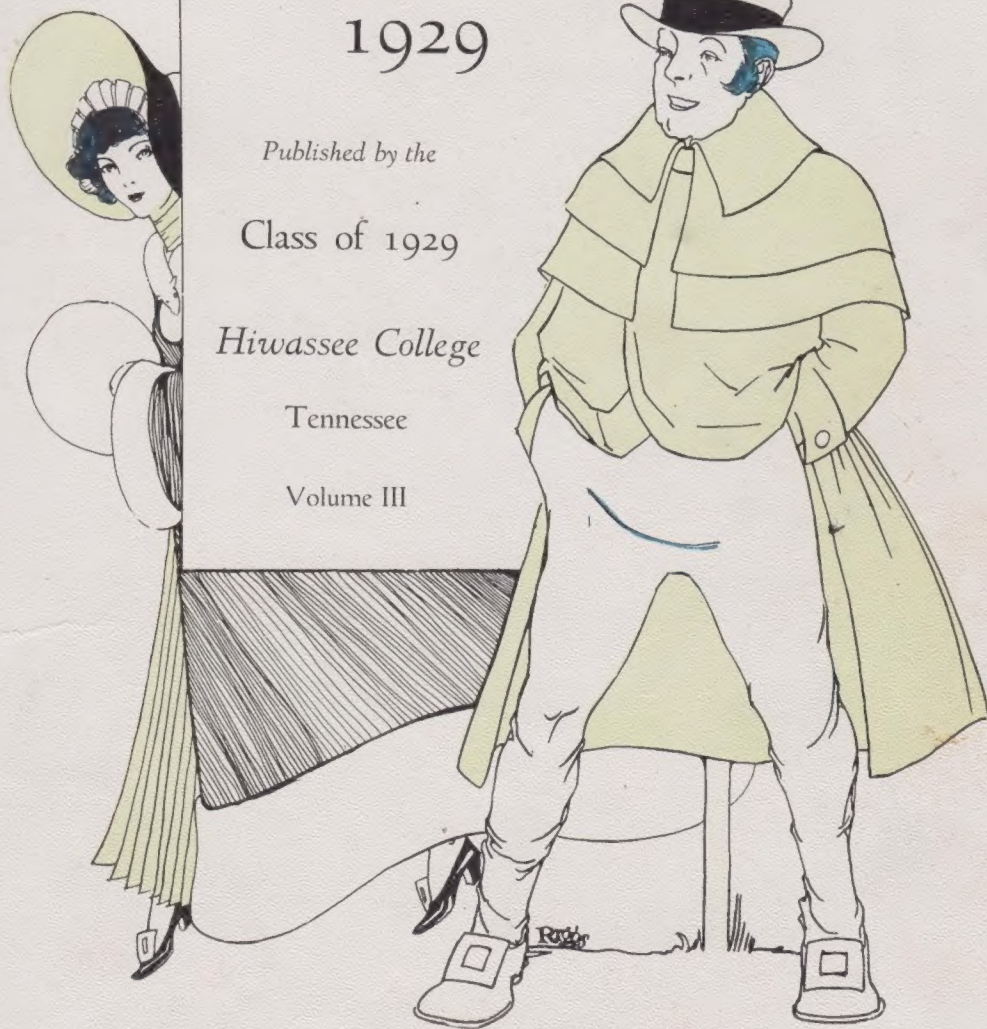 1929
Published by the
Class of 1929
Hiwassee College
Tennessee
Volume III